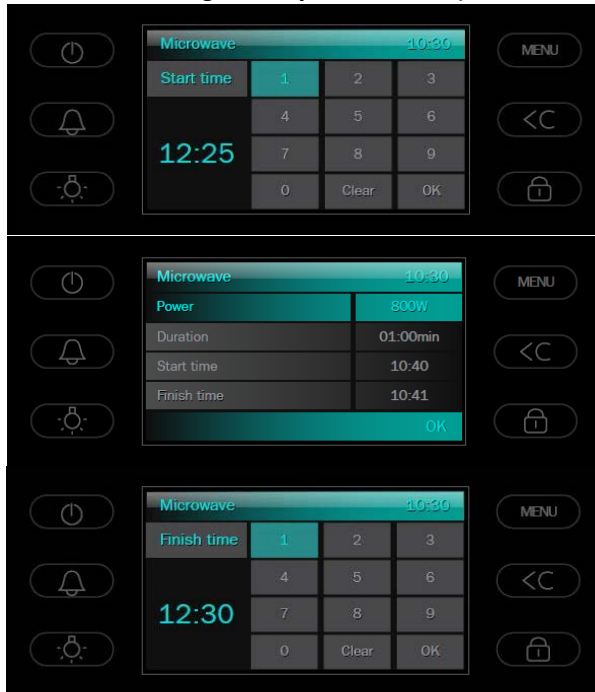 Microwave 10:30 MENU
Start time 1 2 3
4 5 6 <C
12:25 7 8 9
0 Clear OK
Microwave 10:30 MENU
Power 800W
Duration 01:00min
Start time 10:40 <C
Finish time 10:41
OK
Microwave 10:30 MENU
Finish time 1 2 3
4 5 6 <C
12:30 7 8 9
0 Clear OK